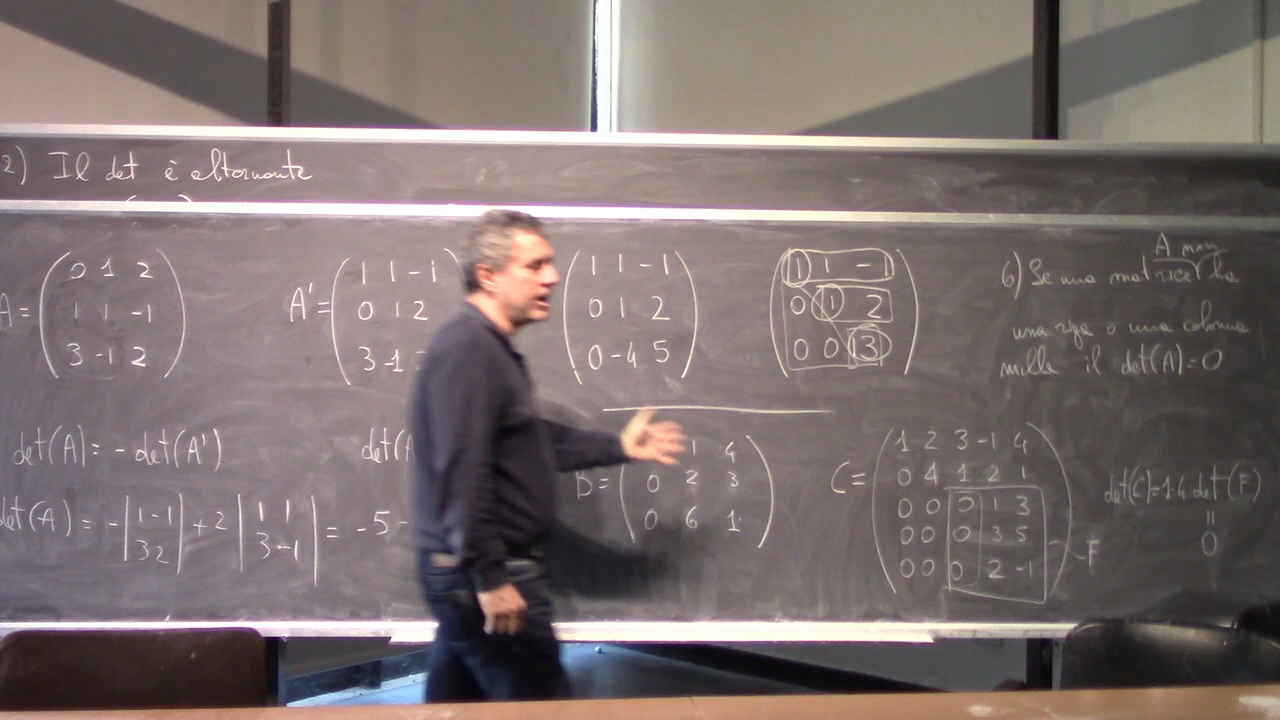 2) Il det è alternante
A = ( 0 1 2
1 1 -1
3 -1 2 )
A' = ( 1 1 -1
0 1 2
3 -1
( 1 1 -1
0 1 2
0 -4 5 )
( 1 1 -1
0 1 2
0 0 13 )
6) Se una matrice A non ha
una riga o una colonna
nulla il det(A)=0
det(A) = - det(A')
det(A
det(A) = - | 1 -1
3 2 | + 2 | 1 1
3 -1 | = -5 -
B = ( 1 4
0 2 3
0 6 1 )
C = ( 1 2 3 -1 4
0 4 1 2 1
0 0 0 1 3
0 0 0 3 5
0 0 0 2 -1 )
F
det(C)=1·4 det(F)
=
0